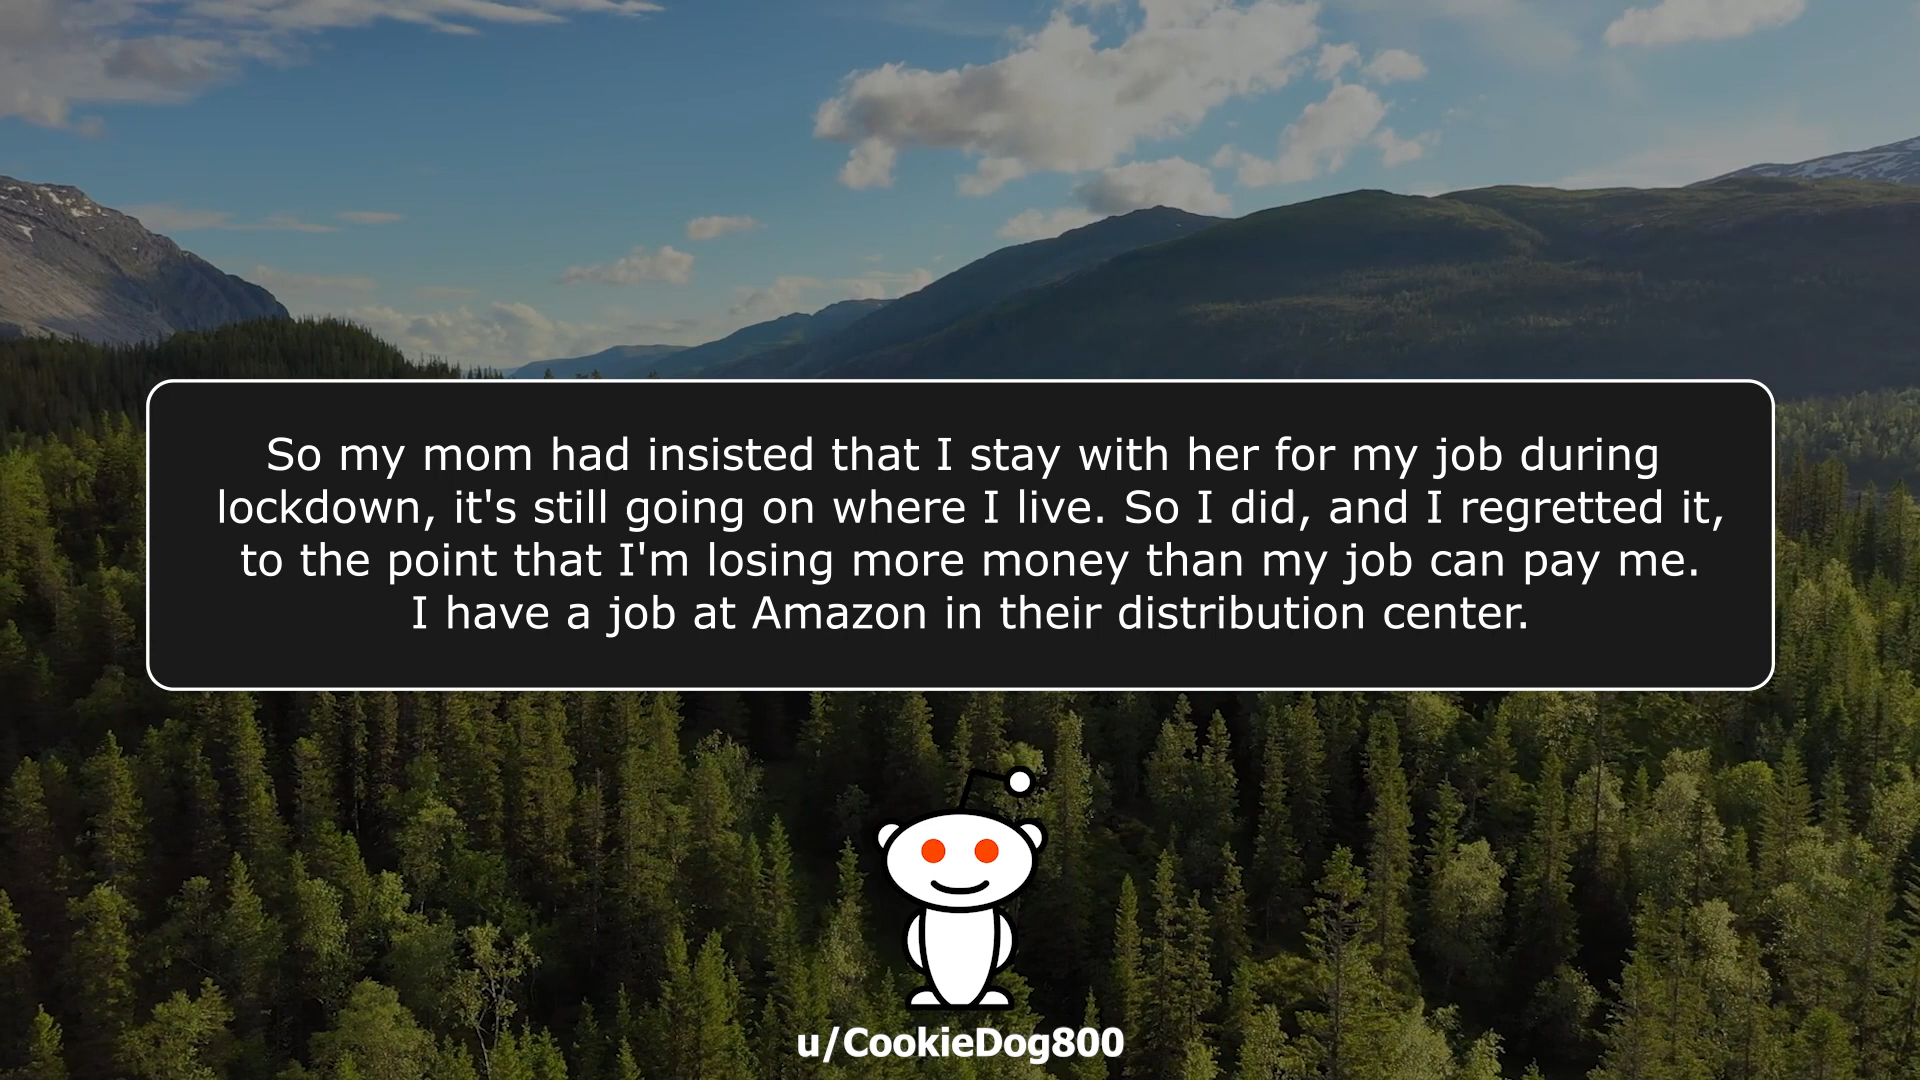 So my mom had insisted that I stay with her for my job during
lockdown, it's still going on where I live. So I did, and I regretted it,
to the point that I'm losing more money than my job can pay me.
I have a job at Amazon in their distribution center.
u/CookieDog800